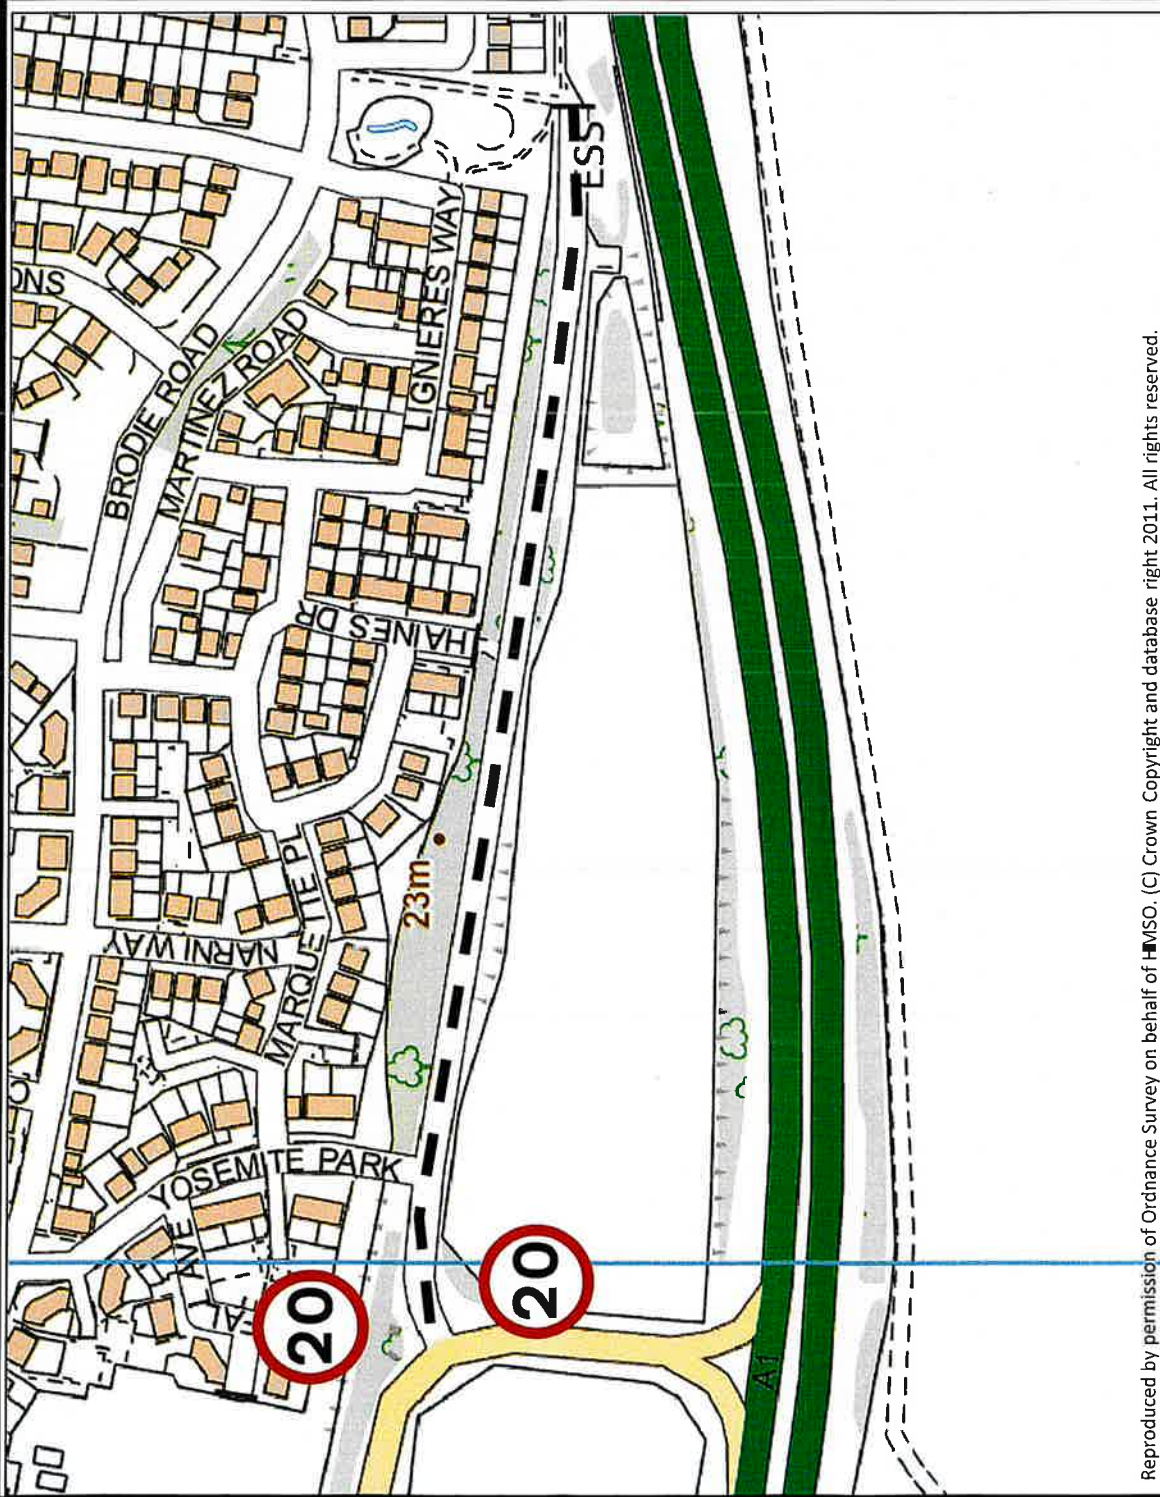 ONS
BRODIE ROAD
MARTINEZ ROAD
LIGNIERES WAY
ESS
HAINES DR
23m
NARNI WAY
MARQUETTE PL
YOSEMITE PARK
AVE
20
20
A1
Reproduced by permission of Ordnance Survey on behalf of HMSO. (C) Crown Copyright and database right 2011. All rights reserved.